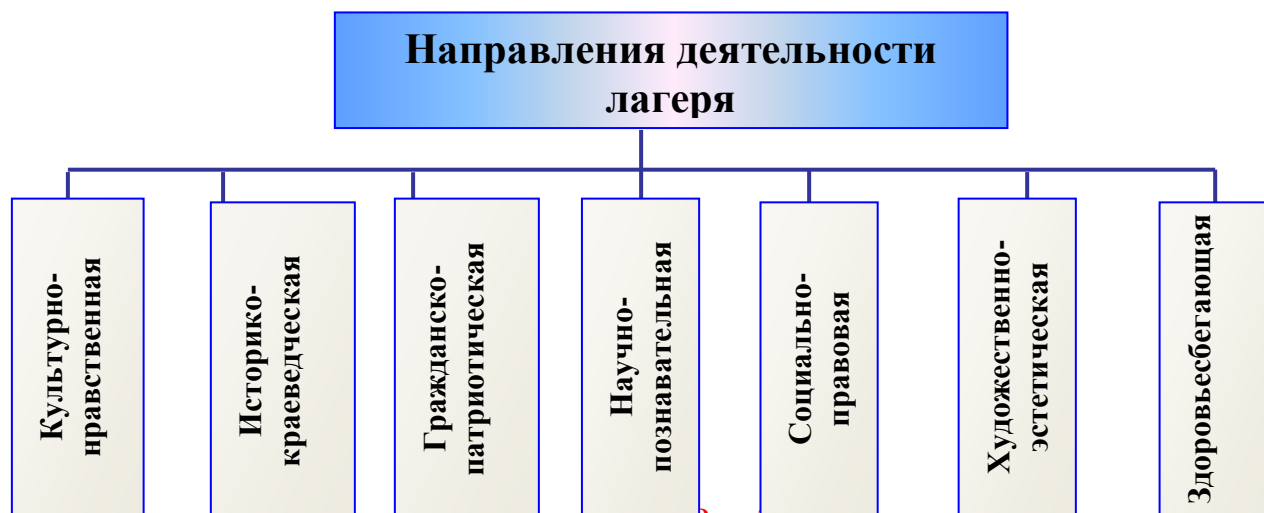 Направления деятельности
лагеря
Культурно-
нравственная
Историко-
краеведческая
Гражданско-
патриотическая
Научно-
познавательная
Социально-
правовая
Художественно-
эстетическая
Здоровьесбегающая